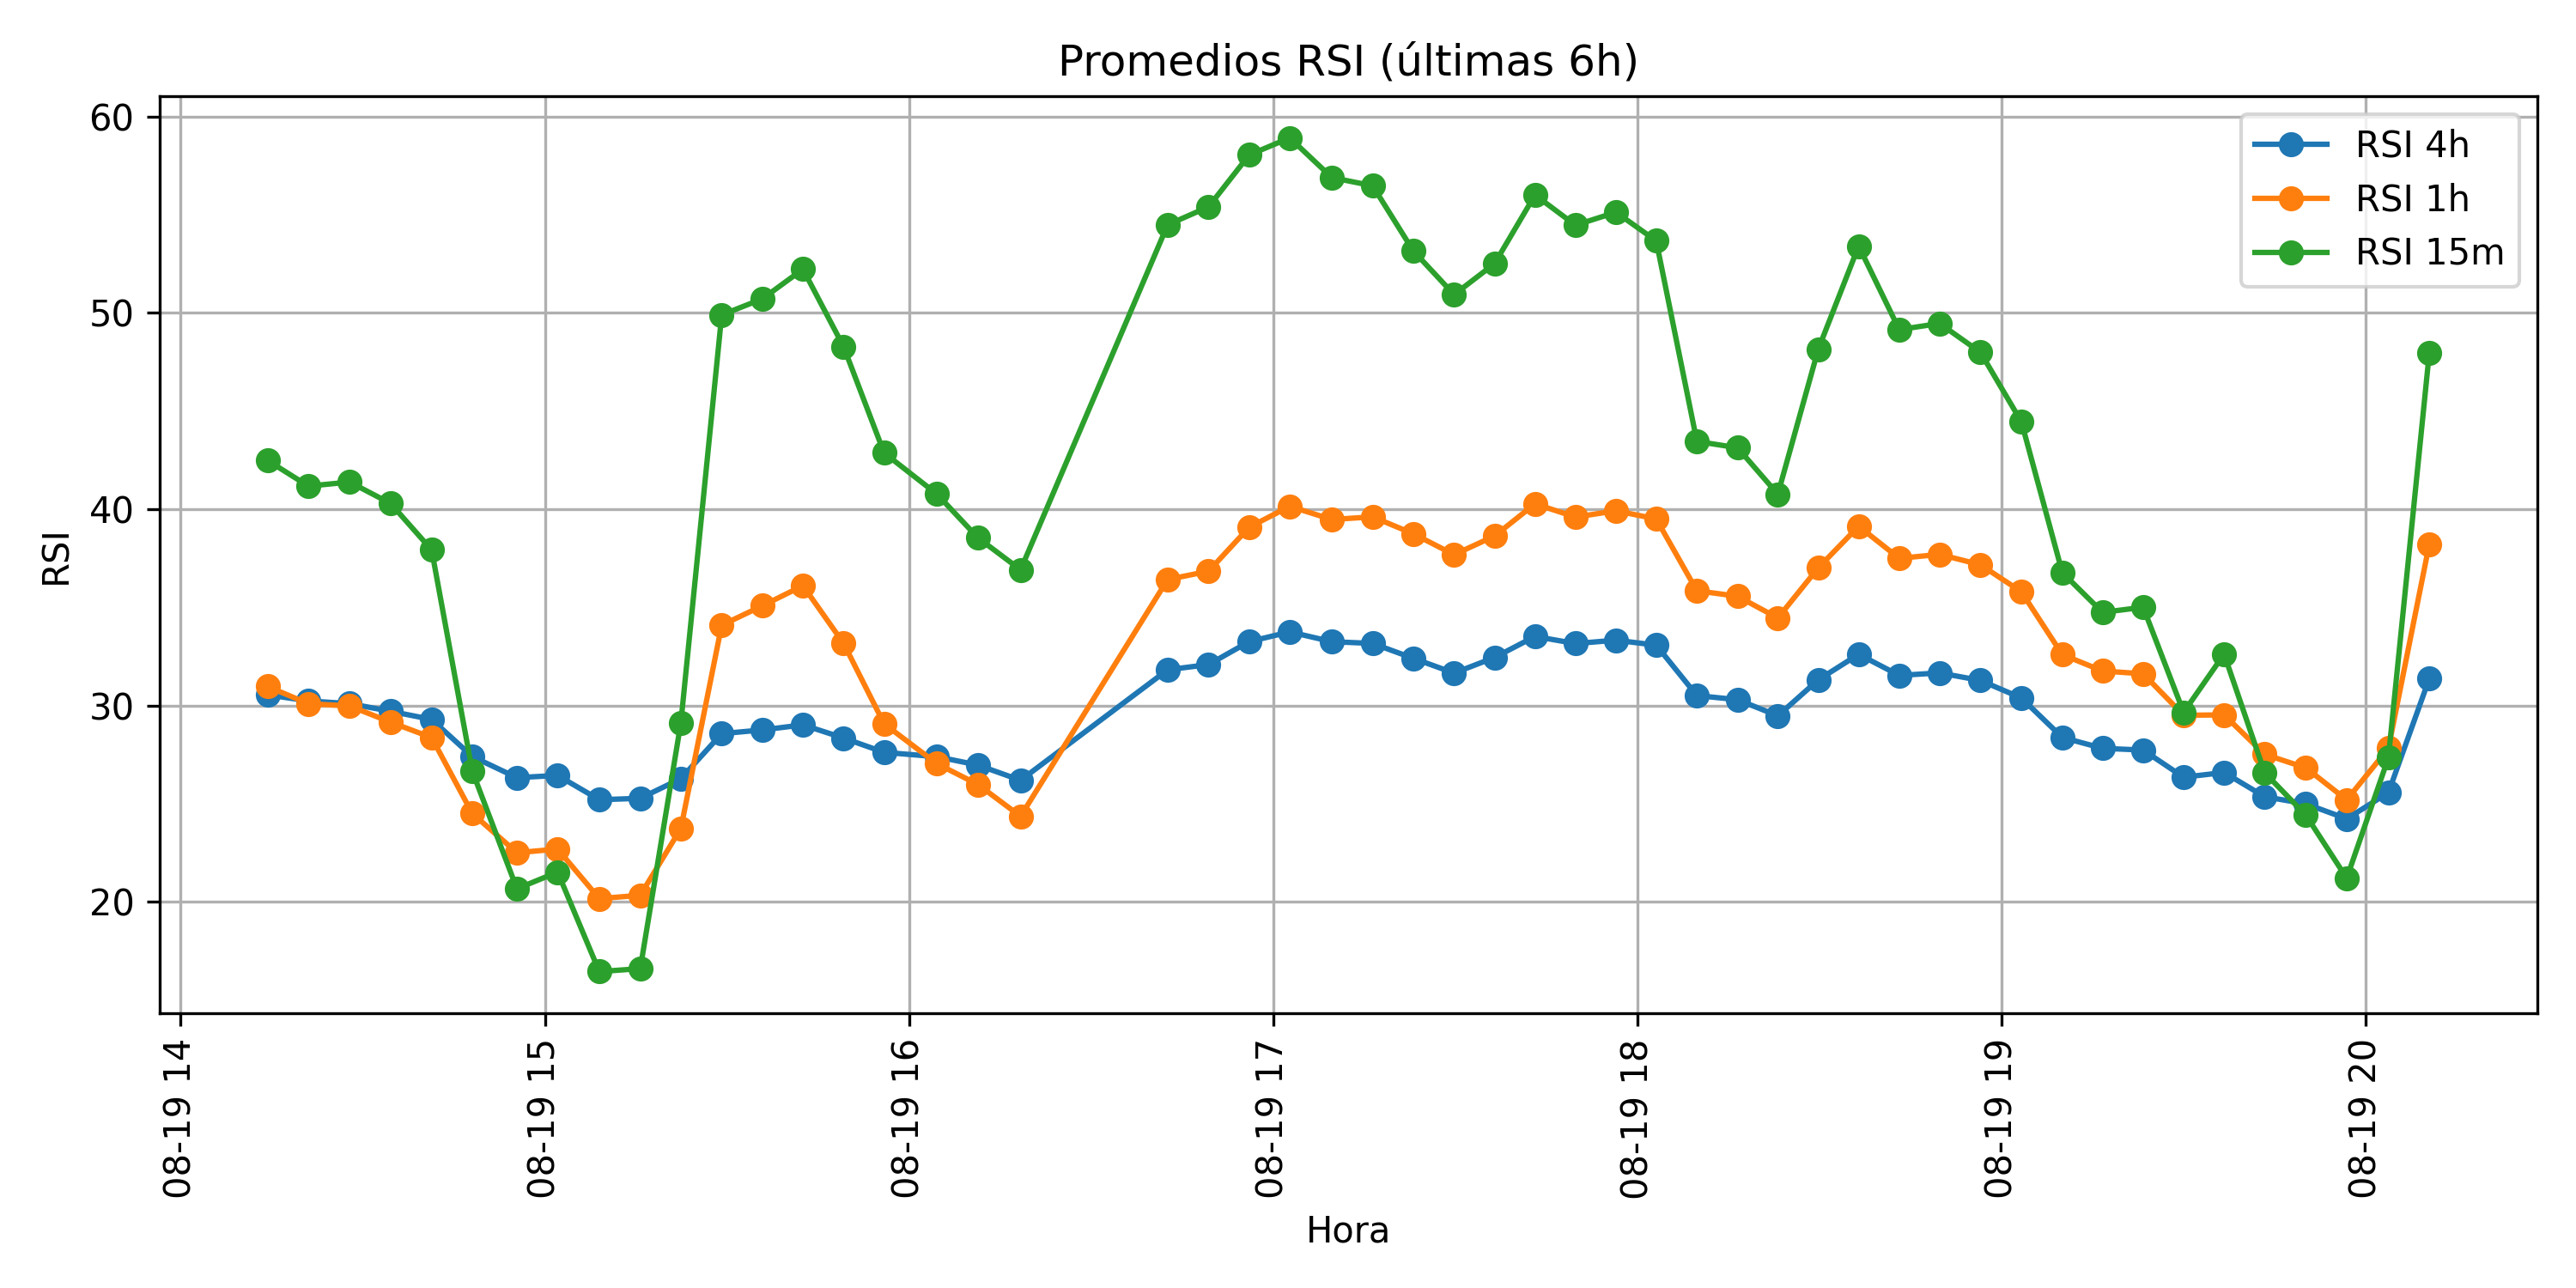 Promedios RSI (últimas 6h)
60
50
40
30
20
RSI
RSI 4h
RSI 1h
RSI 15m
08-19 14
08-19 15
08-19 16
08-19 17
08-19 18
08-19 19
08-19 20
Hora